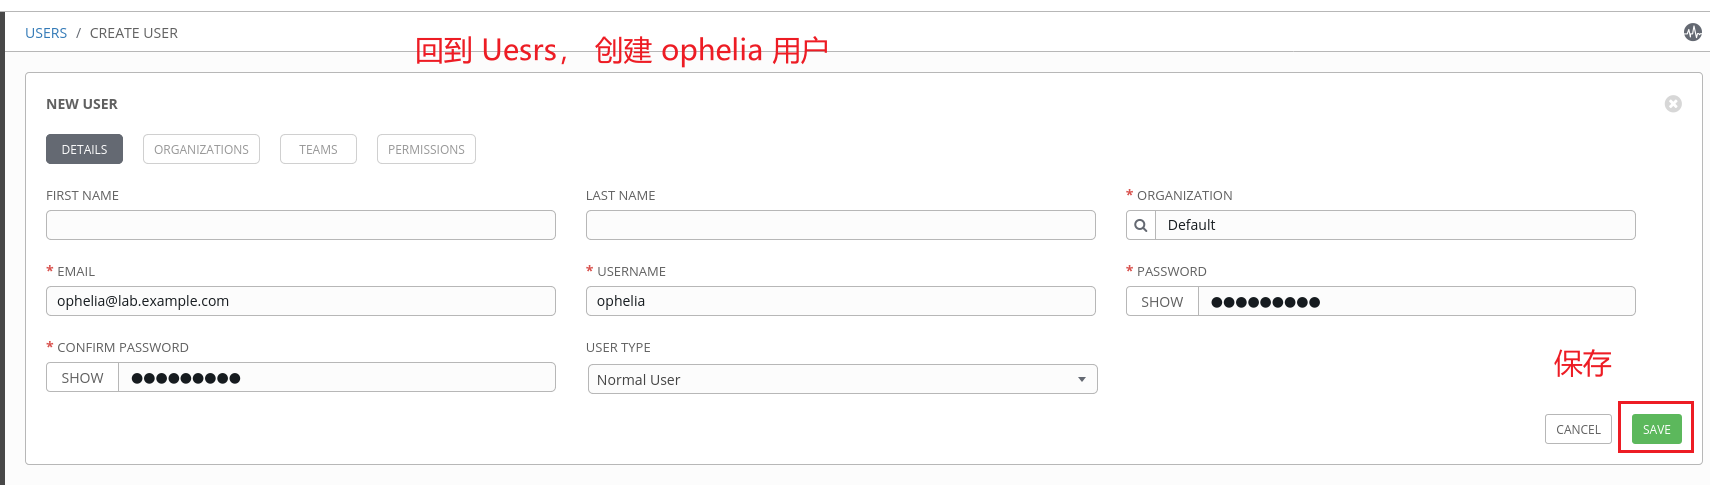 USERS / CREATE USER
回到 Uesrs， 创建 ophelia 用户
NEW USER
DETAILS ORGANIZATIONS TEAMS PERMISSIONS
FIRST NAME LAST NAME * ORGANIZATION
Default
* EMAIL * USERNAME * PASSWORD
ophelia@lab.example.com ophelia SHOW ●●●●●●●●●
* CONFIRM PASSWORD USER TYPE
SHOW ●●●●●●●●● Normal User
保存
CANCEL SAVE